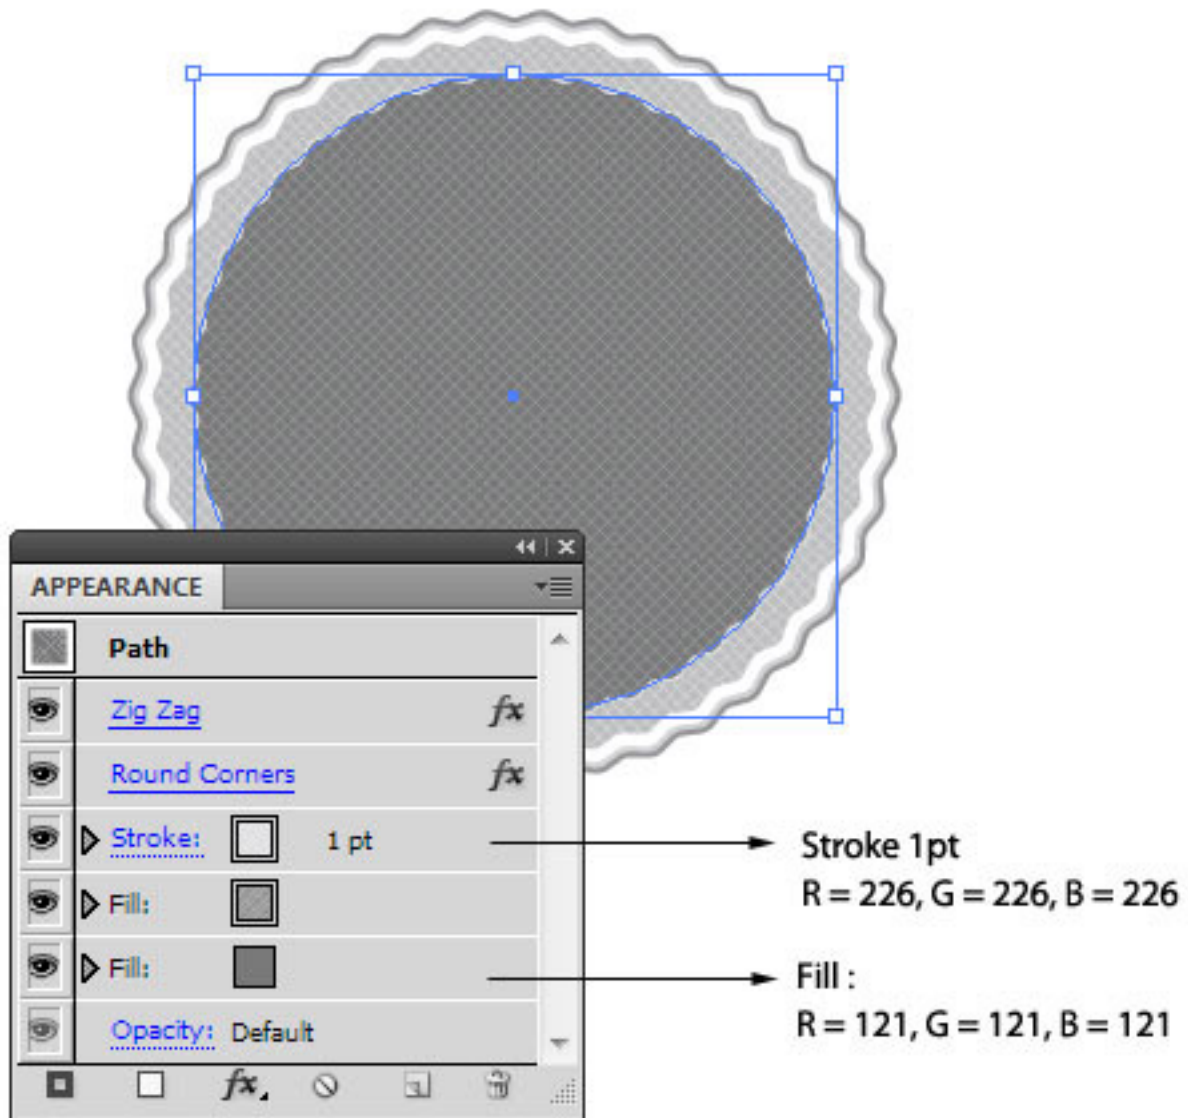 APPEARANCE
Path
Zig Zag fx
Round Corners fx
Stroke: 1 pt
Fill:
Fill:
Opacity: Default
fx
Stroke 1pt
R = 226, G = 226, B = 226
Fill :
R = 121, G = 121, B = 121